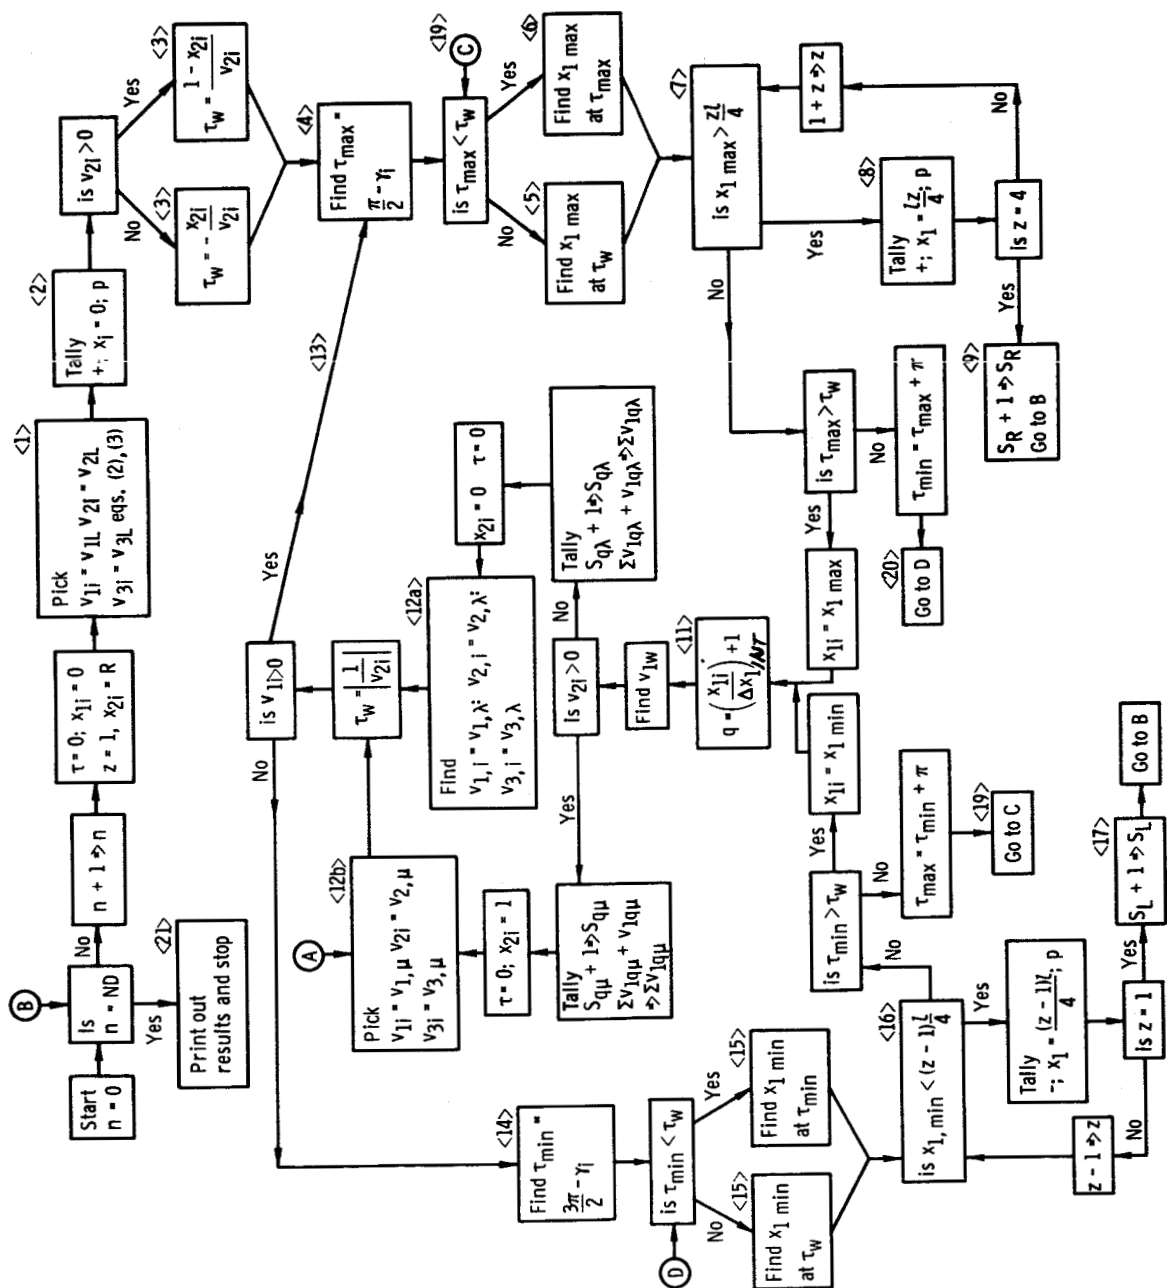 B
Start
n = 0
Is
n = ND
No
Yes
<21>
Print out
results and stop
n + 1 ⇒ n
τ = 0; x₁ᵢ = 0
z = 1, x₂ᵢ = R
<1>
Pick
v₁ᵢ = v₁L v₂ᵢ = v₂L
v₃ᵢ = v₃L eqs. (2), (3)
<2>
Tally
+; xᵢ = 0; p
is v₂ᵢ > 0
No
Yes
<3>
τw = - x₂ᵢ/v₂ᵢ
<3>
τw = (1 - x₂ᵢ)/v₂ᵢ
<4>
Find τmax =
π/2 - γᵢ
<19>
C
is τmax < τw
No
Yes
<5>
Find x₁ max
at τw
<6>
Find x₁ max
at τmax
<7>
is x₁ max > zl/4
1 + z ⇒ z
No
Yes
<8>
Tally
+; x₁ = lz/4; p
is z = 4
No
Yes
<9>
S_R + 1 ⇒ S_R
Go to B
No
is τmax > τw
Yes
No
τmin = τmax + π
<20>
Go to D
x₁ᵢ = x₁ max
<11>
q = (x₁ᵢ/Δx₁)INT + 1
Find v₁w
Is v₂ᵢ > 0
No
Yes
Tally
S_qλ + 1 ⇒ S_qλ
Σv₁qλ + v₁qλ ⇒ Σv₁qλ
x₂ᵢ = 0 τ = 0
<12a>
Find
v₁,ᵢ = v₁,λ: v₂,ᵢ = v₂,λ:
v₃,ᵢ = v₃,λ
Tally
S_qμ + 1 ⇒ S_qμ
Σv₁qμ + v₁qμ
⇒ Σv₁qμ
τ = 0; x₂ᵢ = 1
A
<12b>
Pick
v₁ᵢ = v₁,μ v₂ᵢ = v₂,μ
v₃ᵢ = v₃,μ
τw = |1/v₂ᵢ|
is v₁ᵢ > 0
Yes
<13>
No
<14>
Find τmin =
3π/2 - γᵢ
D
is τmin < τw
No
Yes
<15>
Find x₁ min
at τw
<15>
Find x₁ min
at τmin
<16>
is x₁, min < (z - 1) l/4
No
Yes
Tally
-; x₁ = (z - 1)l/4; p
is z = 1
No
Yes
z - 1 ⇒ z
<17>
S_L + 1 ⇒ S_L
Go to B
is τmin > τw
Yes
No
x₁ᵢ = x₁ min
τmax = τmin + π
<19>
Go to C